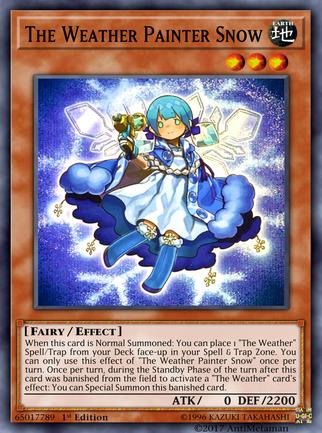 The Weather Painter Snow
EARTH
地
[Fairy / Effect]
When this card is Normal Summoned: You can place 1 "The Weather"
Spell/Trap from your Deck face-up in your Spell & Trap Zone. You
can only use this effect of "The Weather Painter Snow" once per
turn. Once per turn, during the Standby Phase of the turn after this
card was banished from the field to activate a "The Weather" card's
effect: You can Special Summon this banished card.
DEF/2200
65017789
1st Edition
©1996 KAZUKI TAKAHASHI
©2017 AntiMetaman